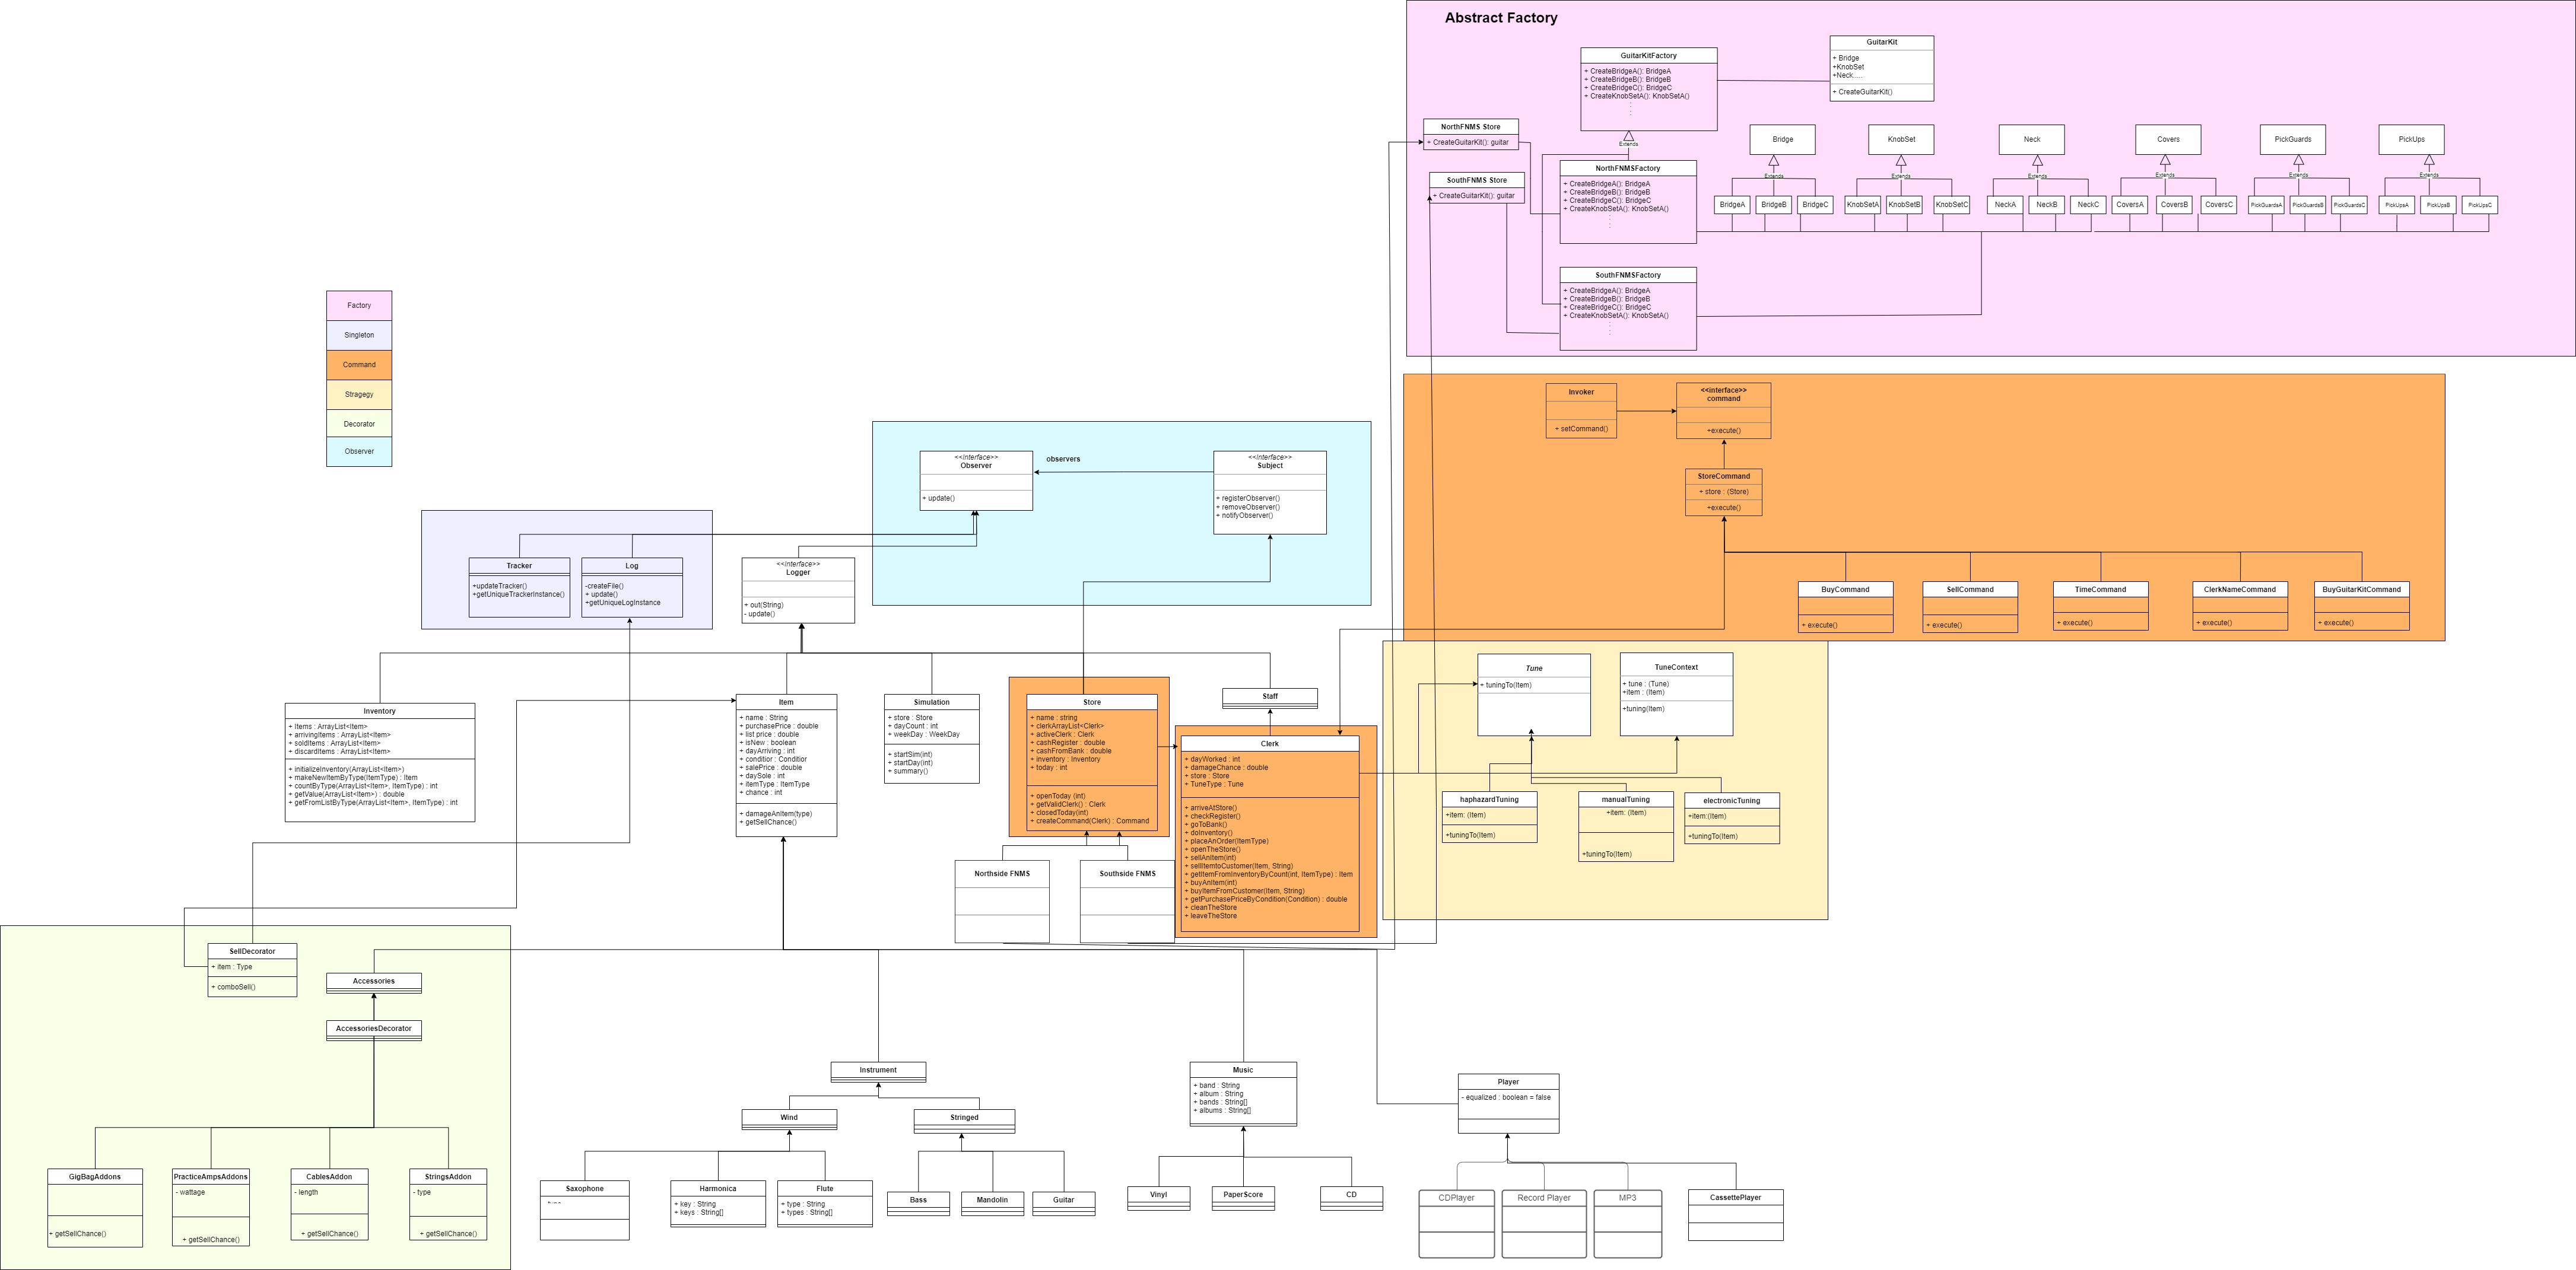 Abstract Factory
GuitarKitFactory
+ CreateBridgeA(): BridgeA
+ CreateBridgeB(): BridgeB
+ CreateBridgeC(): BridgeC
+ CreateKnobSetA(): KnobSetA()
Extends
GuitarKit
+ Bridge
+KnobSet
+Neck.....
+ CreateGuitarKit()
NorthFNMS Store
+ CreateGuitarKit(): guitar
SouthFNMS Store
+ CreateGuitarKit(): guitar
NorthFNMSFactory
+ CreateBridgeA(): BridgeA
+ CreateBridgeB(): BridgeB
+ CreateBridgeC(): BridgeC
+ CreateKnobSetA(): KnobSetA()
SouthFNMSFactory
+ CreateBridgeA(): BridgeA
+ CreateBridgeB(): BridgeB
+ CreateBridgeC(): BridgeC
+ CreateKnobSetA(): KnobSetA()
Bridge
Extends
BridgeA
BridgeB
BridgeC
KnobSet
Extends
KnobSetA
KnobSetB
KnobSetC
Neck
Extends
NeckA
NeckB
NeckC
Covers
Extends
CoversA
CoversB
CoversC
PickGuards
Extends
PickGuardsA
PickGuardsB
PickGuardsC
PickUps
Extends
PickUpsA
PickUpsB
PickUpsC
Factory
Singleton
Command
Stragegy
Decorator
Observer
Invoker
+ setCommand()
<<interface>>
command
+execute()
StoreCommand
+ store : (Store)
+execute()
BuyCommand
+ execute()
SellCommand
+ execute()
TimeCommand
+ execute()
ClerkNameCommand
+ execute()
BuyGuitarKitCommand
+ execute()
<<interface>>
Observer
+ update()
observers
<<interface>>
Subject
+ registerObserver()
+ removeObserver()
+ notifyObserver()
Tracker
+updateTracker()
+getUniqueTrackerInstance()
Log
-createFile()
+ update()
+getUniqueLogInstance
<<interface>>
Logger
+ out(String)
- update()
Inventory
+ Items : ArrayList<Item>
+ arrivingItems : ArrayList<Item>
+ soldItems : ArrayList<Item>
+ discardItems : ArrayList<Item>
+ initializeInventory(ArrayList<Item>)
+ makeNewItemByType(ItemType) : Item
+ countByType(ArrayList<Item>, ItemType) : int
+ getValue(ArrayList<Item>) : double
+ getFromListByType(ArrayList<Item>, ItemType) : int
Item
+ name : String
+ purchasePrice : double
+ list price : double
+ isNew : boolean
+ dayArriving : int
+ conditior : Conditior
+ salePrice : double
+ daySole : int
+ itemType : ItemType
+ chance : int
+ damageAnItem(type)
+ getSellChance()
Simulation
+ store : Store
+ dayCount : int
+ weekDay : WeekDay
+ startSim(int)
+ startDay(int)
+ summary()
Store
+ name : string
+ clerkArrayList<Clerk>
+ activeClerk : Clerk
+ cashRegister : double
+ cashFromBank : double
+ inventory : Inventory
+ today : int
+ openToday (int)
+ getValidClerk() : Clerk
+ closedToday(int)
+ createCommand(Clerk) : Command
Staff
Clerk
+ dayWorked : int
+ damageChance : double
+ store : Store
+ TuneType : Tune
+ arriveAtStore()
+ checkRegister()
+ goToBank()
+ doInventory()
+ placeAnOrder(ItemType)
+ openTheStore()
+ sellAnItem(int)
+ sellItemtoCustomer(Item, String)
+ getItemFromInventoryByCount(int, ItemType) : Item
+ buyAnItem(int)
+ buyItemFromCustomer(Item, String)
+ getPurchasePriceByCondition(Condition) : double
+ cleanTheStore
+ leaveTheStore
Northside FNMS
Southside FNMS
Tune
+ tuningTo(Item)
TuneContext
+ tune : (Tune)
+item : (Item)
+tuning(Item)
haphazardTuning
+item: (Item)
+tuningTo(Item)
manualTuning
+item: (Item)
+tuningTo(Item)
electronicTuning
+item:(Item)
+tuningTo(Item)
SellDecorator
+ item : Type
+ comboSell()
Accessories
AccessoriesDecorator
GigBagAddons
+ getSellChance()
PracticeAmpsAddons
- wattage
+ getSellChance()
CablesAddon
- length
+ getSellChance()
StringsAddon
- type
+ getSellChance()
Instrument
Wind
Stringed
Saxophone
Harmonica
+ key : String
+ keys : String[]
Flute
+ type : String
+ types : String[]
Bass
Mandolin
Guitar
Music
+ band : String
+ album : String
+ bands : String[]
+ albums : String[]
Vinyl
PaperScore
CD
Player
- equalized : boolean = false
CDPlayer
Record Player
MP3
CassettePlayer